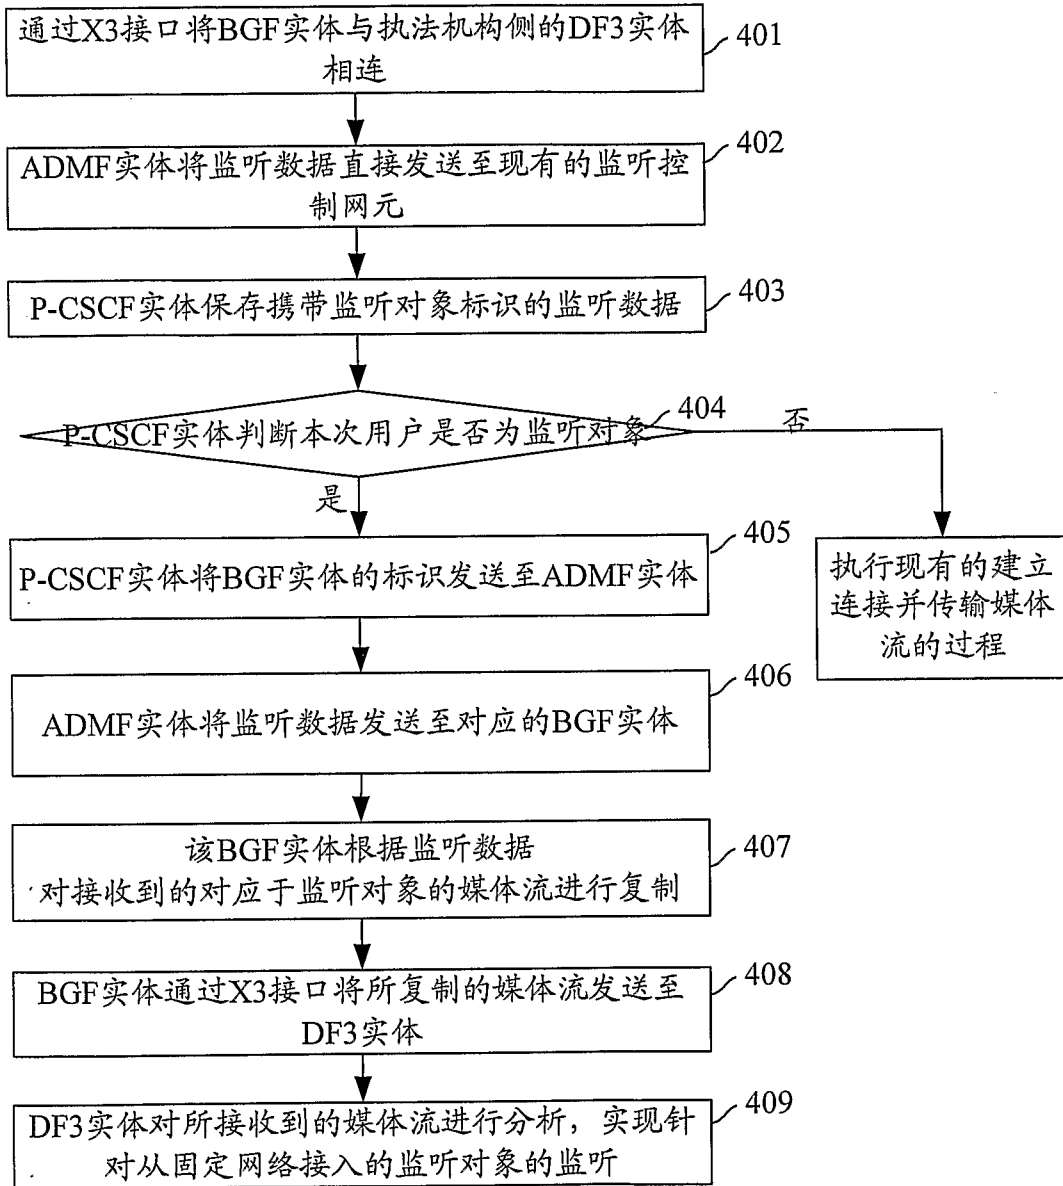 通过X3接口将BGF实体与执法机构侧的DF3实体
相连
401
ADMF实体将监听数据直接发送至现有的监听控
制网元
402
P-CSCF实体保存携带监听对象标识的监听数据
403
P-CSCF实体判断本次用户是否为监听对象
404
否
是
P-CSCF实体将BGF实体的标识发送至ADMF实体
405
执行现有的建立
连接并传输媒体
流的过程
ADMF实体将监听数据发送至对应的BGF实体
406
该BGF实体根据监听数据
对接收到的对应于监听对象的媒体流进行复制
407
BGF实体通过X3接口将所复制的媒体流发送至
DF3实体
408
DF3实体对所接收到的媒体流进行分析，实现针
对从固定网络接入的监听对象的监听
409